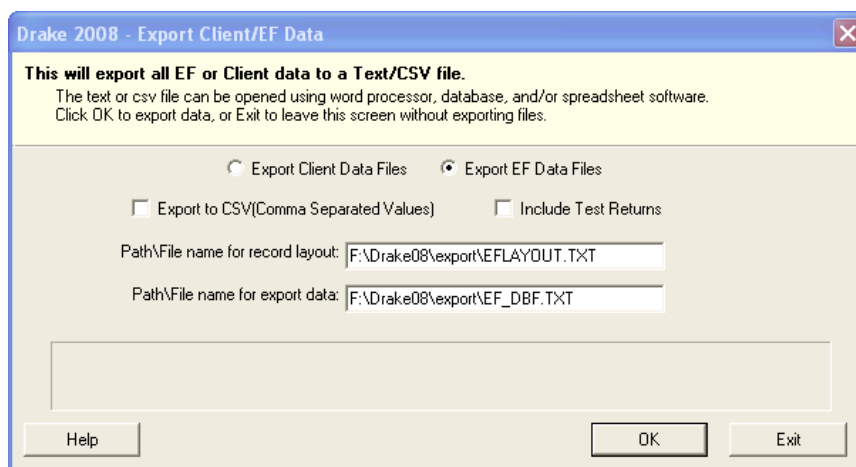 Drake 2008 - Export Client/EF Data
This will export all EF or Client data to a Text/CSV file.
The text or csv file can be opened using word processor, database, and/or spreadsheet software.
Click OK to export data, or Exit to leave this screen without exporting files.
Export Client Data Files Export EF Data Files
Export to CSV(Comma Separated Values) Include Test Returns
Path\File name for record layout: F:\Drake08\export\EFLAYOUT.TXT
Path\File name for export data: F:\Drake08\export\EF_DBF.TXT
Help OK Exit